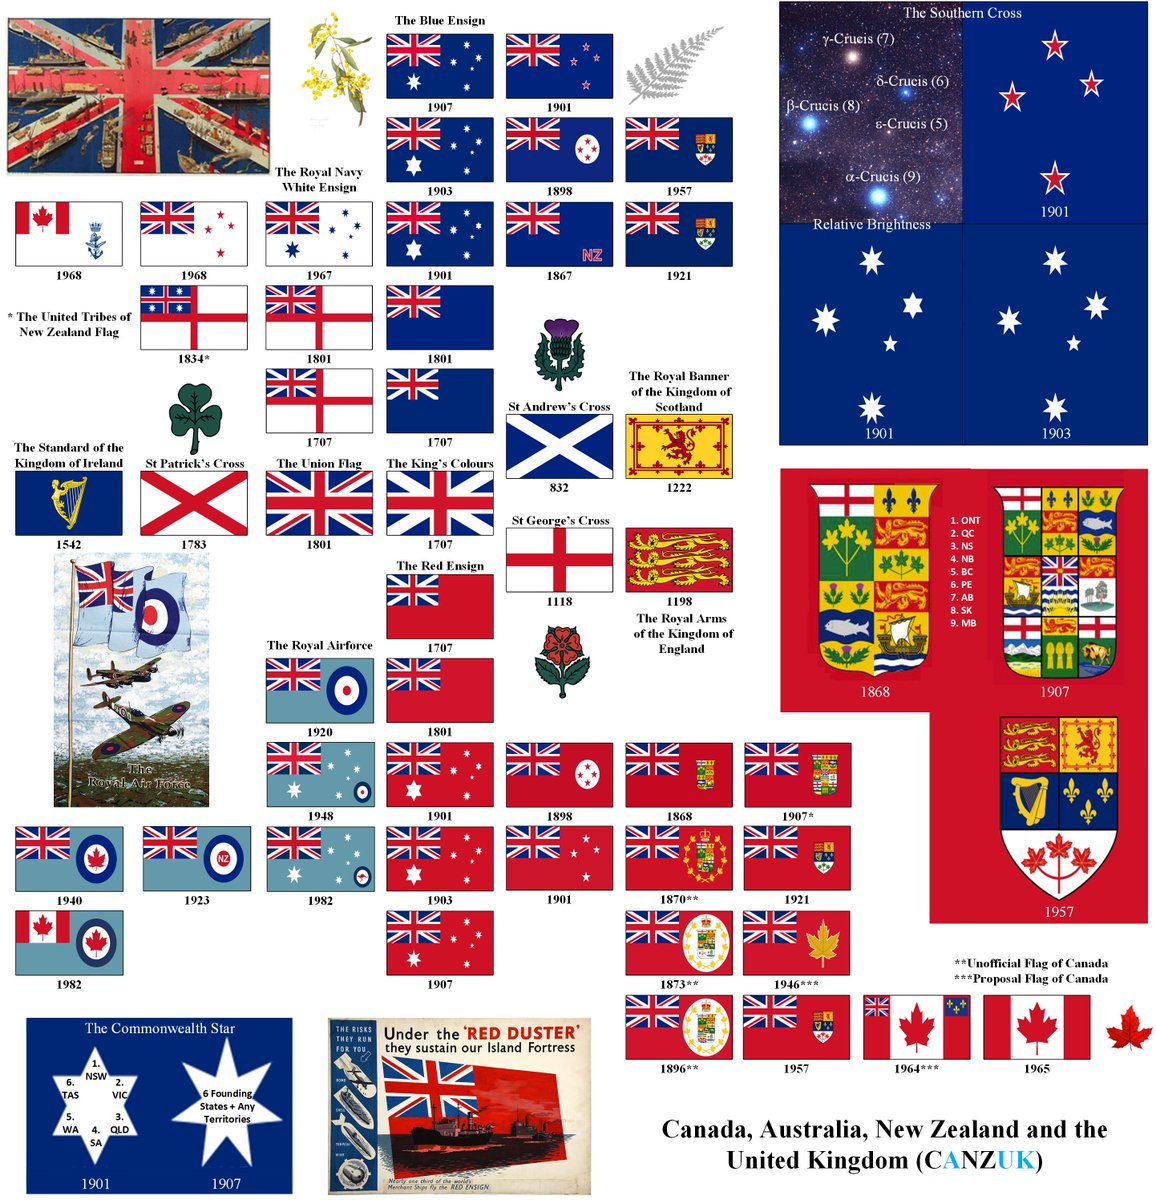 The Blue Ensign
1907
1901
The Southern Cross
γ-Crucis (7)
δ-Crucis (6)
β-Crucis (8)
ε-Crucis (5)
α-Crucis (9)
1901
The Royal Navy
White Ensign
1903
1898
1957
NZ
1968
1968
1967
1901
1867
1921
Relative Brightness
1901
1903
* The United Tribes of
New Zealand Flag
1834*
1801
1801
1707
1707
St Andrew's Cross
832
The Royal Banner
of the Kingdom of
Scotland
1222
The Standard of the
Kingdom of Ireland
1542
St Patrick's Cross
1783
The Union Flag
1801
The King's Colours
1707
St George's Cross
1118
1198
The Royal Arms
of the Kingdom of
England
1. ONT
2. QC
3. NS
4. NB
5. BC
6. PE
7. AB
8. SK
9. MB
1868
1907
1957
The Red Ensign
1707
The Royal Airforce
1920
1801
The
Royal Air Force
1948
1901
1898
1868
1907*
NZ
1940
1923
1982
1903
1901
1870**
1921
1982
1907
1873**
1946***
**Unofficial Flag of Canada
***Proposal Flag of Canada
1896**
1957
1964***
1965
The Commonwealth Star
1.
NSW
2.
VIC
3.
QLD
4.
SA
5.
WA
6.
TAS
1901
6 Founding
States + Any
Territories
1907
THE RISKS
THEY RUN
FOR YOU
Under the 'RED DUSTER'
they sustain our Island Fortress
Nearly one third of the world's
Merchant Ships fly the RED ENSIGN
Canada, Australia, New Zealand and the
United Kingdom (CANZUK)